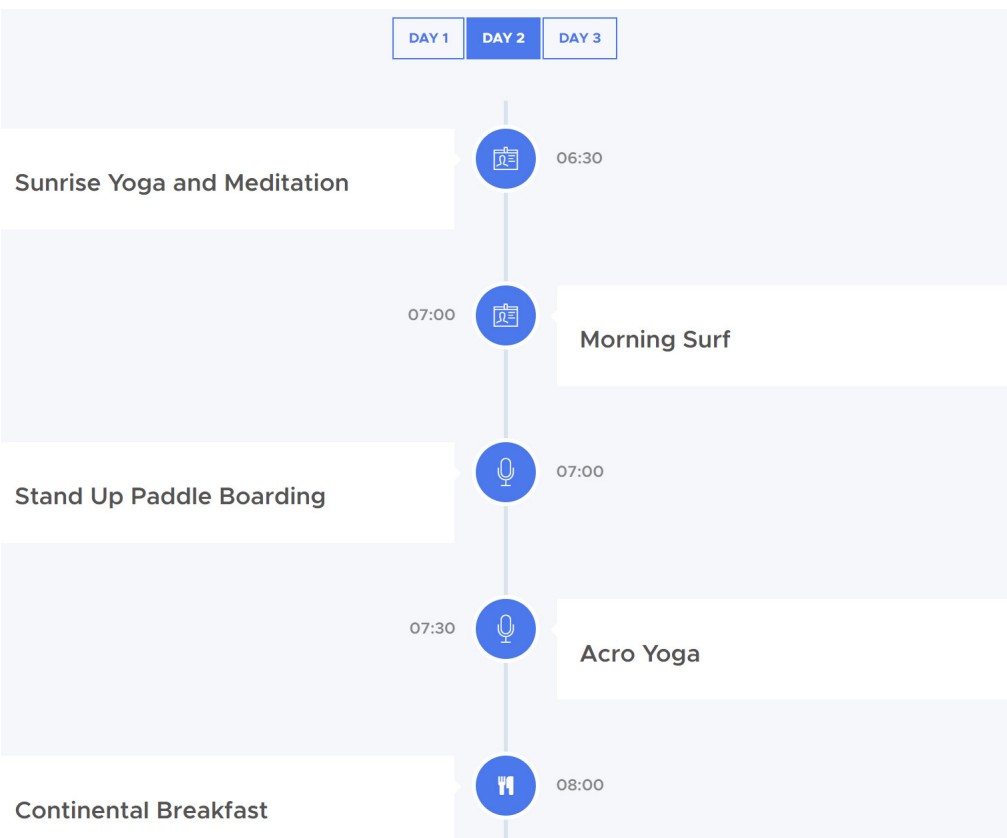 DAY 1 DAY 2 DAY 3
06:30
Sunrise Yoga and Meditation
07:00
Morning Surf
07:00
Stand Up Paddle Boarding
07:30
Acro Yoga
08:00
Continental Breakfast